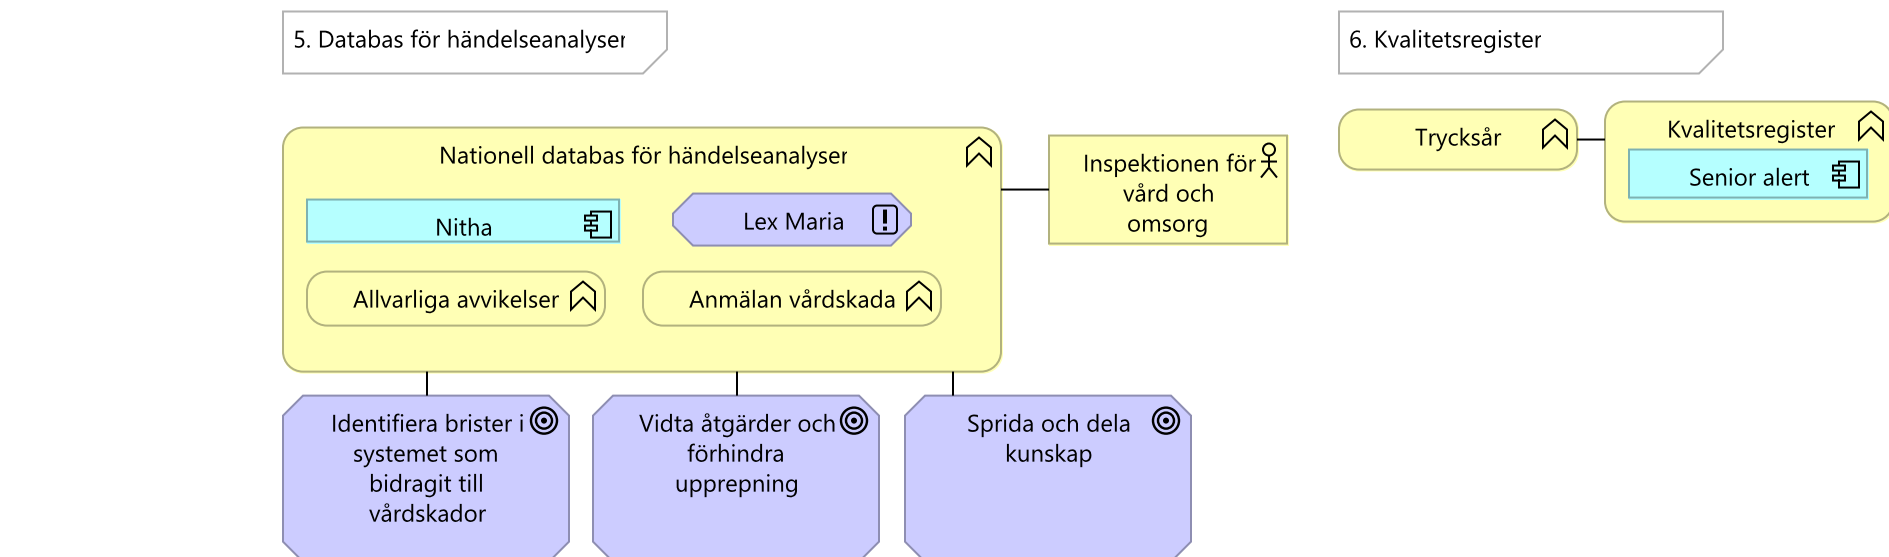 5. Databas för händelseanalyser
6. Kvalitetsregister
Nationell databas för händelseanalyser
Nitha
Lex Maria
Allvarliga avvikelser
Anmälan vårdskada
Inspektionen för
vård och
omsorg
Trycksår
Kvalitetsregister
Senior alert
Identifiera brister i
systemet som
bidragit till
vårdskador
Vidta åtgärder och
förhindra
upprepning
Sprida och dela
kunskap